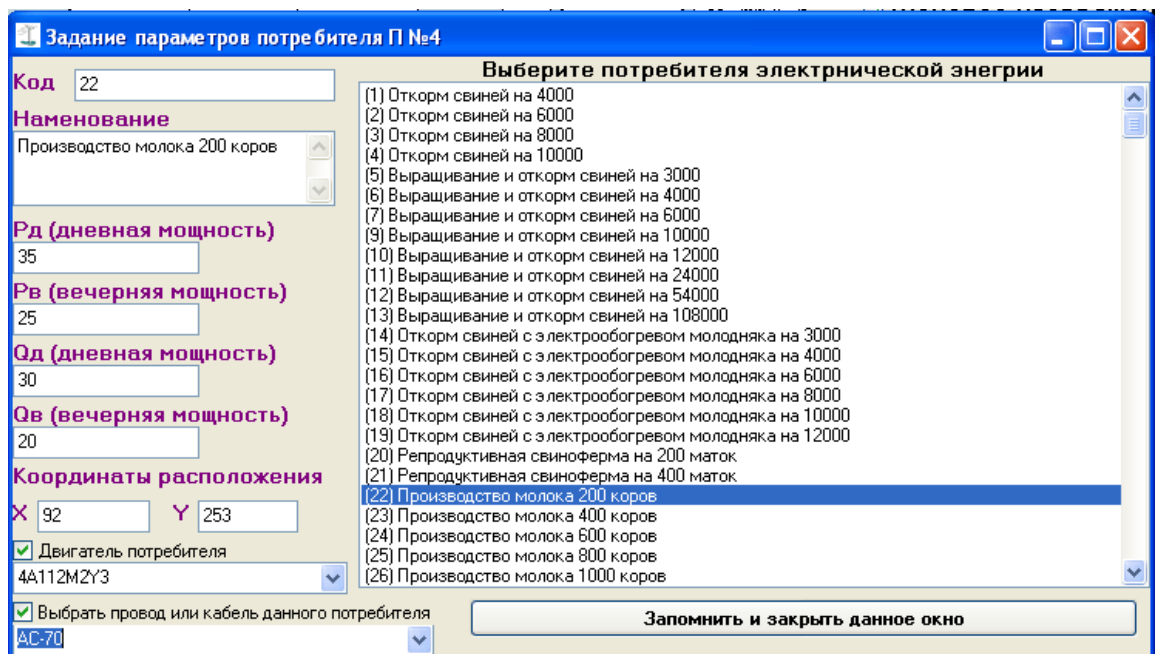 Задание параметров потребителя П №4
Код 22
Наменование
Производство молока 200 коров
Рд (дневная мощность)
35
Рв (вечерняя мощность)
25
Qд (дневная мощность)
30
Qв (вечерняя мощность)
20
Координаты расположения
X 92 Y 253
Двигатель потребителя
4А112М2У3
Выбрать провод или кабель данного потребителя
АС-70
Выберите потребителя электрнической энегрии
(1) Откорм свиней на 4000
(2) Откорм свиней на 6000
(3) Откорм свиней на 8000
(4) Откорм свиней на 10000
(5) Выращивание и откорм свиней на 3000
(6) Выращивание и откорм свиней на 4000
(7) Выращивание и откорм свиней на 6000
(9) Выращивание и откорм свиней на 10000
(10) Выращивание и откорм свиней на 12000
(11) Выращивание и откорм свиней на 24000
(12) Выращивание и откорм свиней на 54000
(13) Выращивание и откорм свиней на 108000
(14) Откорм свиней с электрообогревом молодняка на 3000
(15) Откорм свиней с электрообогревом молодняка на 4000
(16) Откорм свиней с электрообогревом молодняка на 6000
(17) Откорм свиней с электрообогревом молодняка на 8000
(18) Откорм свиней с электрообогревом молодняка на 10000
(19) Откорм свиней с электрообогревом молодняка на 12000
(20) Репродуктивная свиноферма на 200 маток
(21) Репродуктивная свиноферма на 400 маток
(22) Производство молока 200 коров
(23) Производство молока 400 коров
(24) Производство молока 600 коров
(25) Производство молока 800 коров
(26) Производство молока 1000 коров
Запомнить и закрыть данное окно